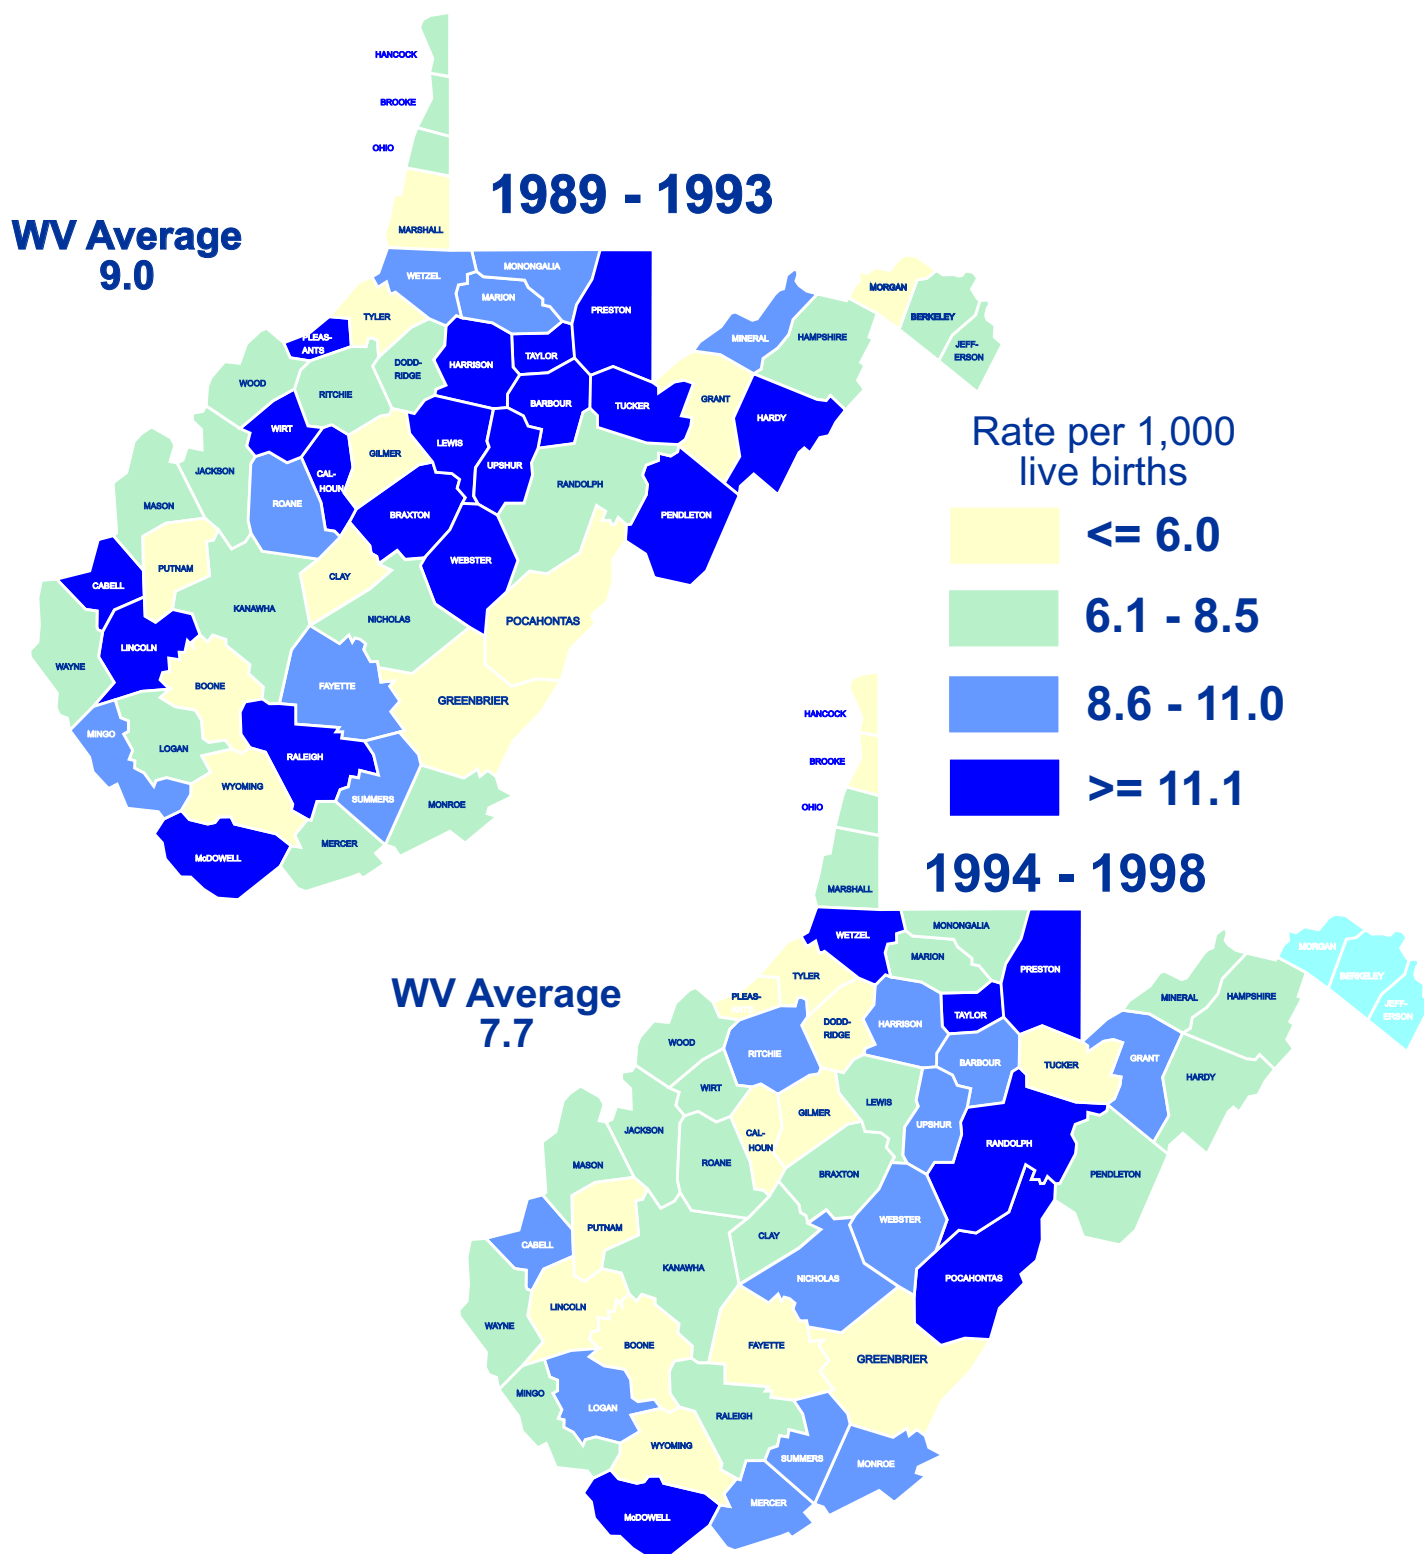 HANCOCK
BROOKE
OHIO
1989 - 1993
MARSHALL
WV Average
9.0
WETZEL
MONONGALIA
MARION
PRESTON
TYLER
PLEAS-
ANTS
HARRISON
TAYLOR
DODD-
RIDGE
WOOD
RITCHIE
MINERAL
HAMPSHIRE
MORGAN
BERKELEY
JEFF-
ERSON
WIRT
BARBOUR
TUCKER
GRANT
HARDY
GILMER
LEWIS
UPSHUR
CAL-
HOUN
JACKSON
ROANE
RANDOLPH
MASON
BRAXTON
PENDLETON
WEBSTER
PUTNAM
CLAY
CABELL
KANAWHA
NICHOLAS
POCAHONTAS
LINCOLN
WAYNE
BOONE
FAYETTE
GREENBRIER
MINGO
LOGAN
RALEIGH
WYOMING
SUMMERS
MONROE
MERCER
McDOWELL
Rate per 1,000
live births
<= 6.0
6.1 - 8.5
8.6 - 11.0
>= 11.1
1994 - 1998
HANCOCK
BROOKE
OHIO
MARSHALL
WV Average
7.7
WETZEL
MONONGALIA
MARION
PRESTON
TYLER
PLEAS-
TAYLOR
HARRISON
DODD-
RIDGE
WOOD
RITCHIE
MINERAL
HAMPSHIRE
MORGAN
BERKELEY
JEFF-
ERSON
BARBOUR
TUCKER
GRANT
HARDY
WIRT
GILMER
LEWIS
UPSHUR
JACKSON
CAL-
HOUN
RANDOLPH
MASON
ROANE
BRAXTON
PENDLETON
PUTNAM
WEBSTER
CABELL
CLAY
KANAWHA
NICHOLAS
POCAHONTAS
LINCOLN
WAYNE
BOONE
FAYETTE
GREENBRIER
MINGO
LOGAN
RALEIGH
WYOMING
SUMMERS
MONROE
MERCER
McDOWELL